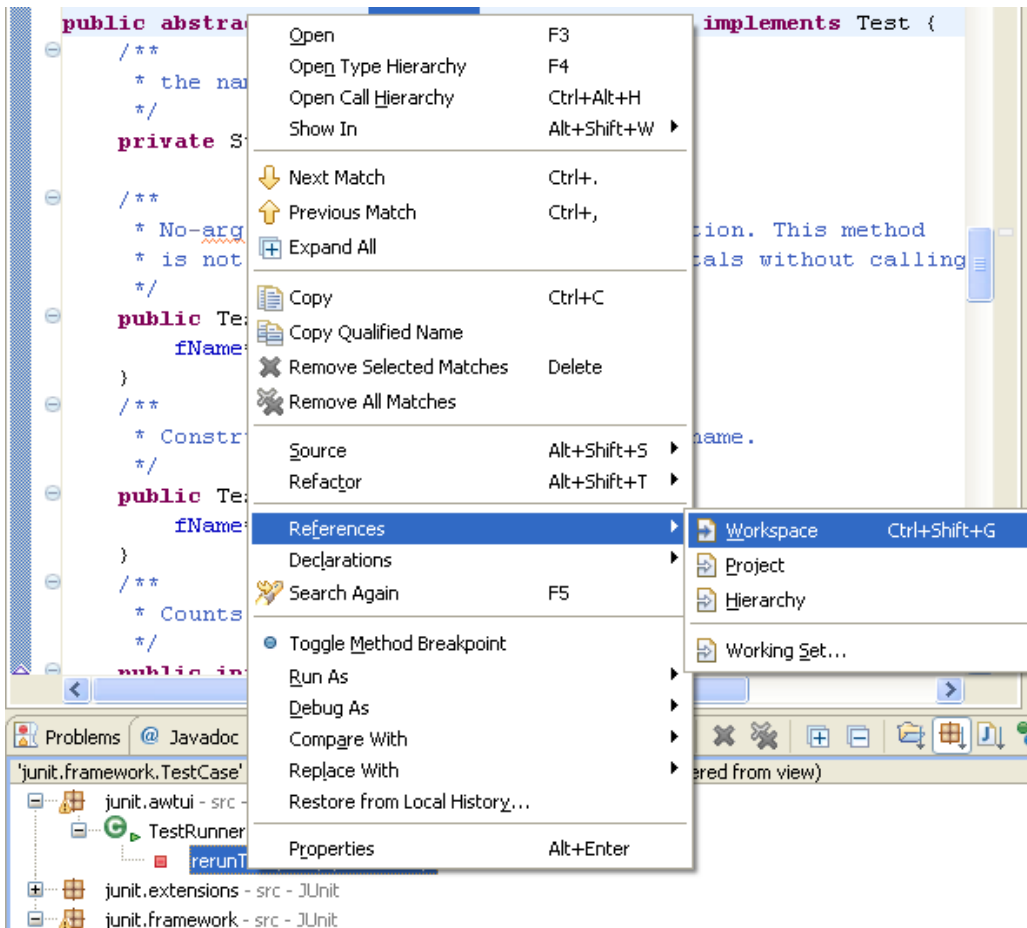 public abstrac implements Test {
/**
* the nam
*/
private S
/**
* No-arg tion. This method
* is not tals without calling
*/
public Te
fName
}
/**
* Constr name.
*/
public Te
fName
}
/**
* Counts
*/
public in
Open F3
Open Type Hierarchy F4
Open Call Hierarchy Ctrl+Alt+H
Show In Alt+Shift+W
Next Match Ctrl+.
Previous Match Ctrl+,
Expand All
Copy Ctrl+C
Copy Qualified Name
Remove Selected Matches Delete
Remove All Matches
Source Alt+Shift+S
Refactor Alt+Shift+T
References
Declarations
Search Again F5
Toggle Method Breakpoint
Run As
Debug As
Compare With
Replace With
Restore from Local History...
Properties Alt+Enter
Workspace Ctrl+Shift+G
Project
Hierarchy
Working Set...
Problems @ Javadoc
'junit.framework.TestCase' ered from view)
junit.awtui - src -
TestRunner
rerunT
junit.extensions - src - JUnit
junit.framework - src - JUnit